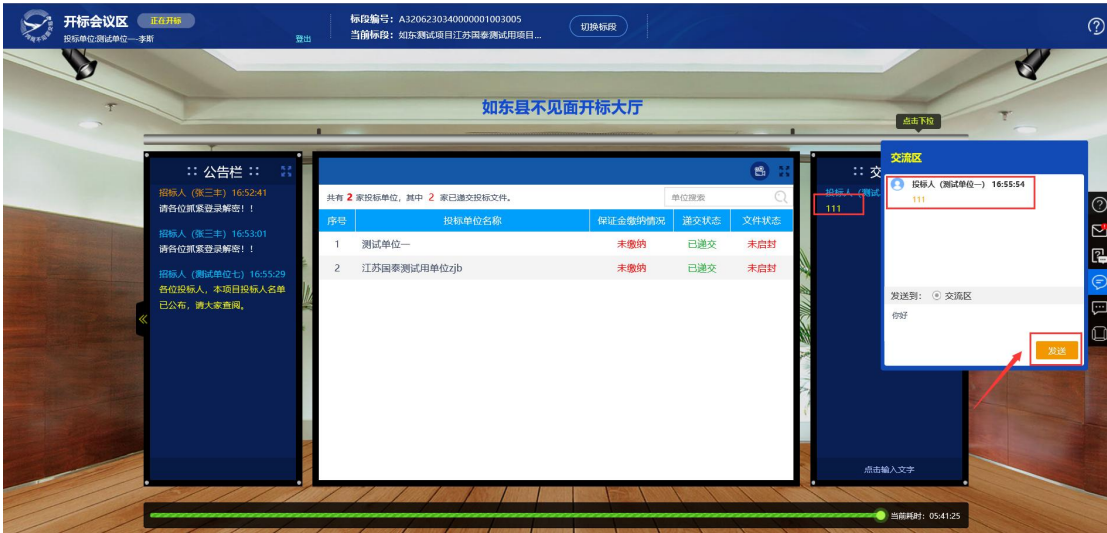 开标会议区 正在开标
投标单位:测试单位一--李斯
登出
标段编号：A3206230340000001003005
当前标段：如东测试项目江苏国泰测试用项目...
切换标段
如东县不见面开标大厅
点击下拉
:: 公告栏 ::
招标人（张三丰）16:52:41
请各位抓紧登录解密！！
招标人（张三丰）16:53:01
请各位抓紧登录解密！！
招标人（测试单位七）16:55:29
各位投标人，本项目投标人名单
已公布，请大家查阅。
共有 2 家投标单位，其中 2 家已递交投标文件。
单位搜索
序号 投标单位名称 保证金缴纳情况 递交状态 文件状态
1 测试单位一 未缴纳 已递交 未启封
2 江苏国泰测试用单位zjb 未缴纳 已递交 未启封
:: 交
投标人（测试
111
点击输入文字
交流区
投标人（测试单位一）16:55:54
111
发送到： 交流区
你好
发送
当前耗时：05:41:25